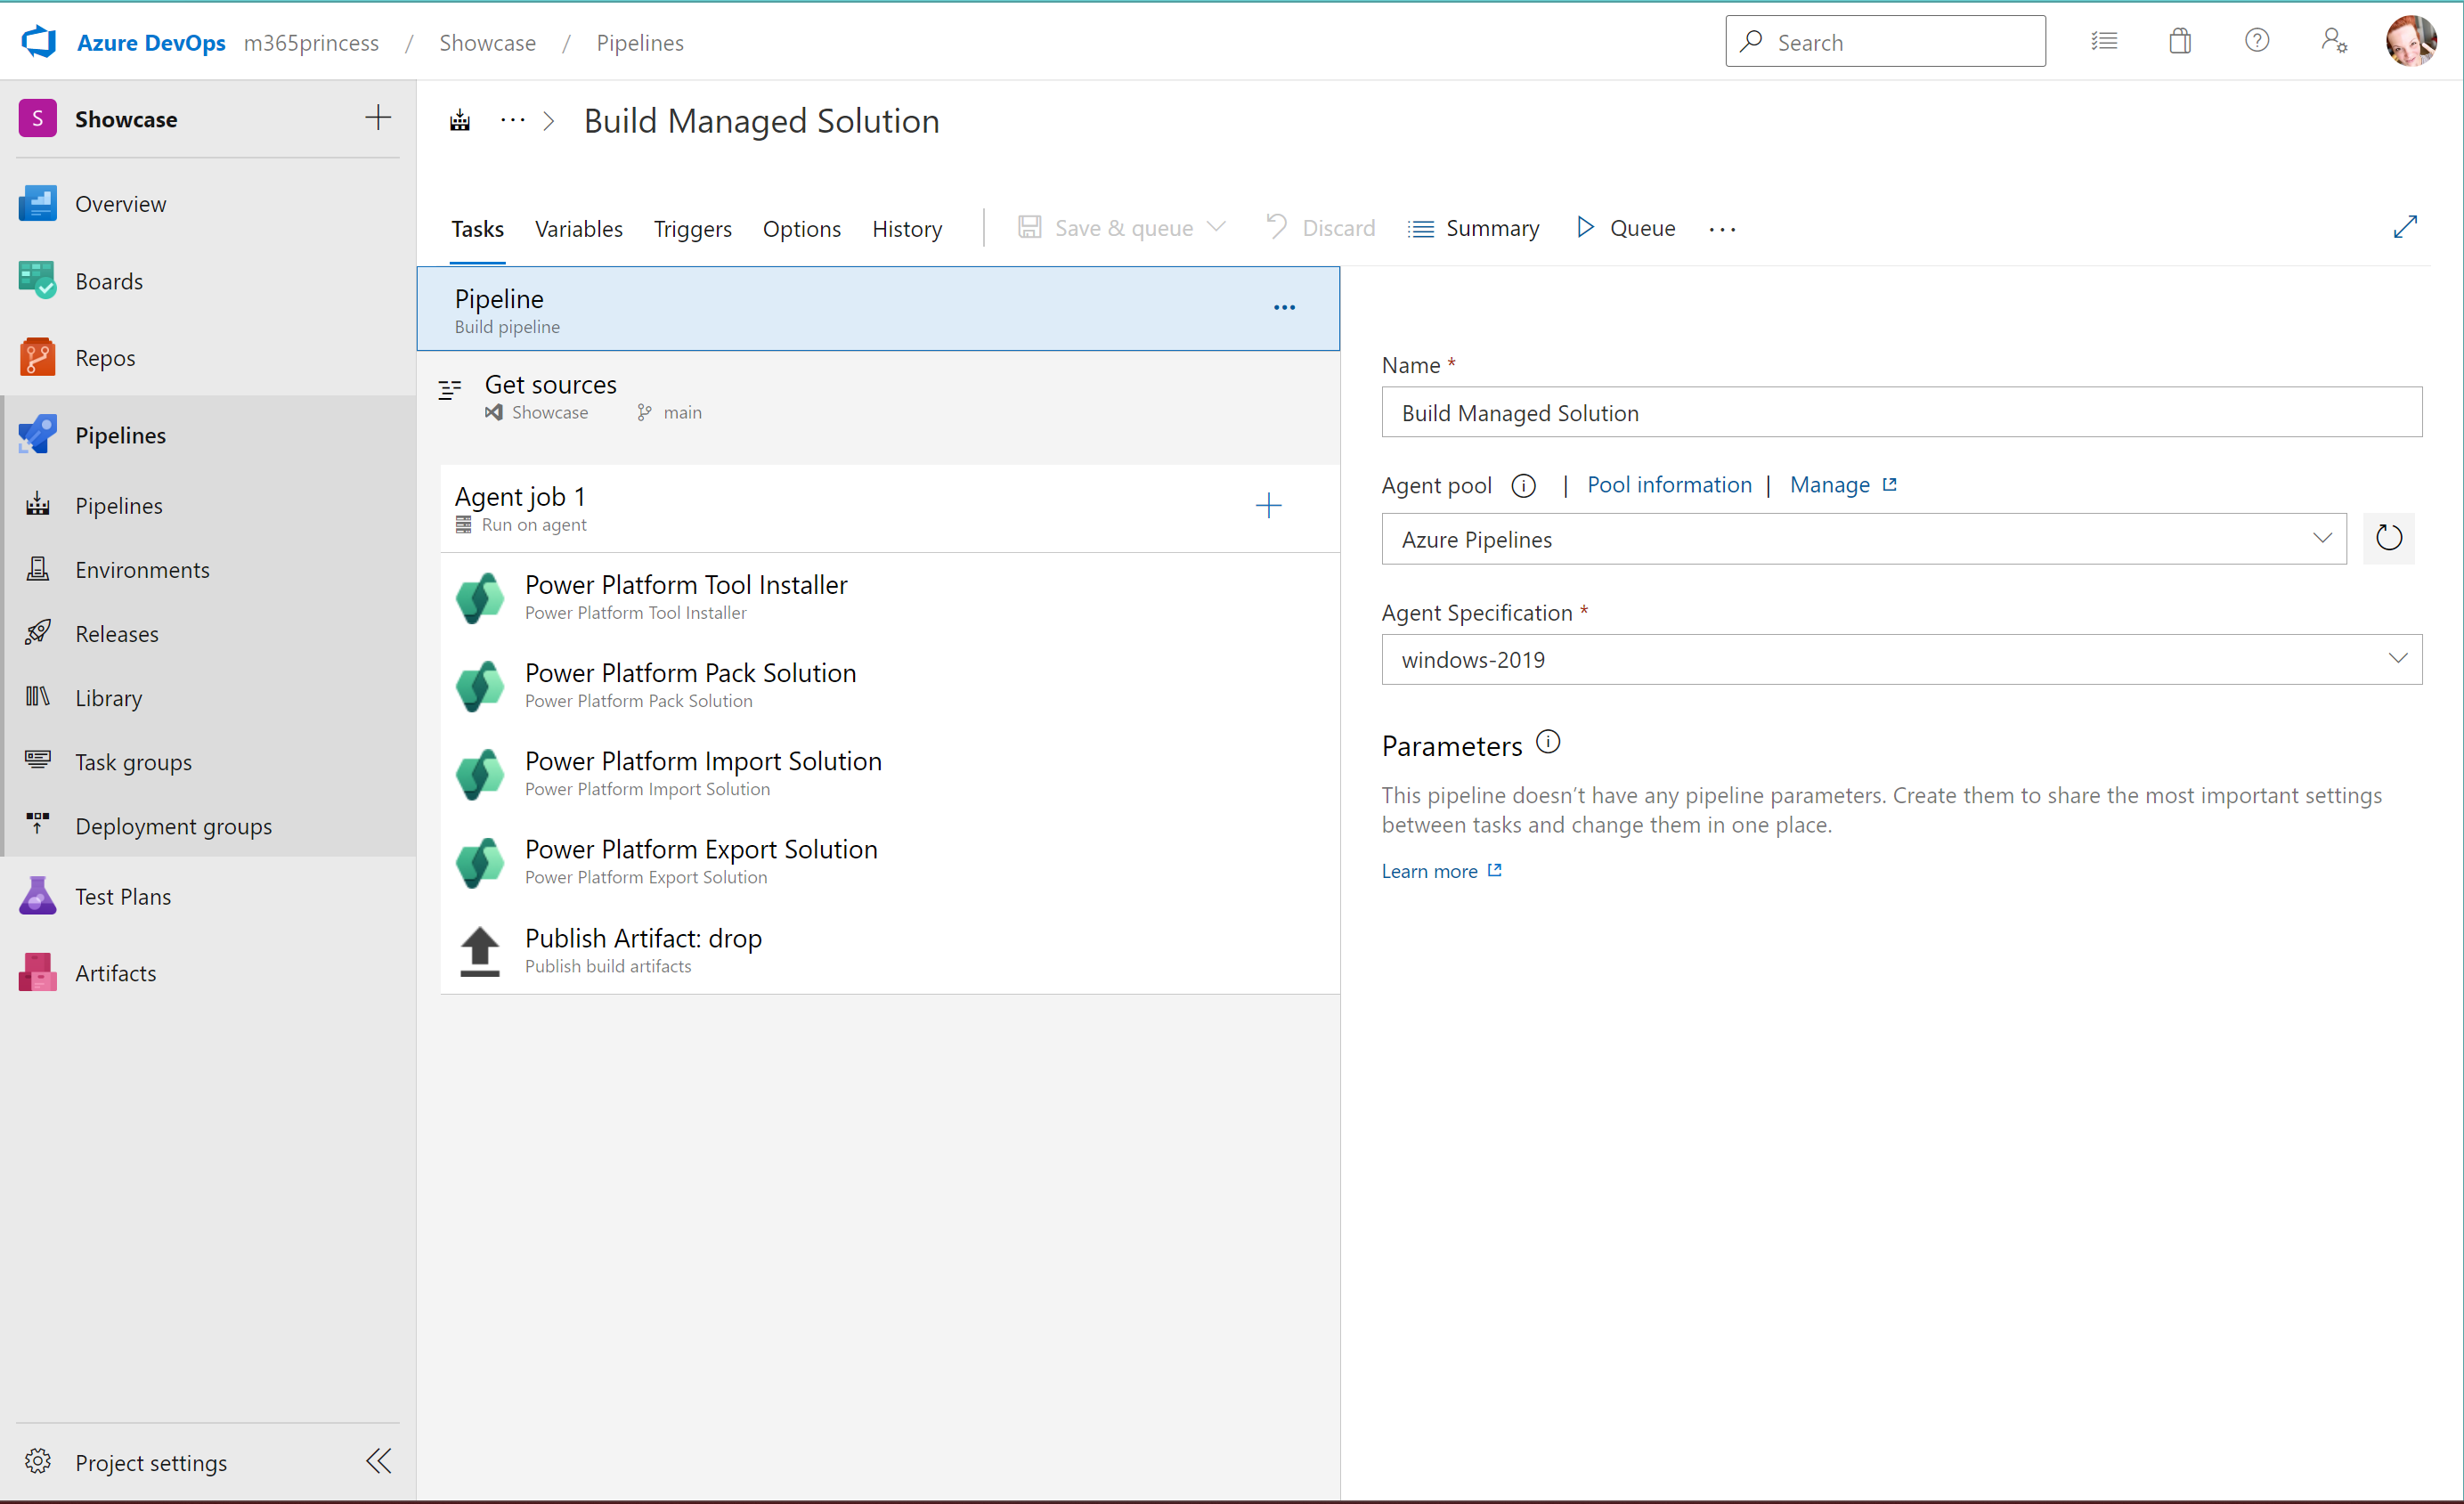 Azure DevOps m365princess / Showcase / Pipelines
Search
S Showcase
Overview
Boards
Repos
Pipelines
Pipelines
Environments
Releases
Library
Task groups
Deployment groups
Test Plans
Artifacts
Project settings
Build Managed Solution
Tasks Variables Triggers Options History Save & queue Discard Summary Queue
Pipeline
Build pipeline
Get sources
Showcase main
Agent job 1
Run on agent
Power Platform Tool Installer
Power Platform Tool Installer
Power Platform Pack Solution
Power Platform Pack Solution
Power Platform Import Solution
Power Platform Import Solution
Power Platform Export Solution
Power Platform Export Solution
Publish Artifact: drop
Publish build artifacts
Name *
Build Managed Solution
Agent pool | Pool information | Manage
Azure Pipelines
Agent Specification *
windows-2019
Parameters
This pipeline doesn’t have any pipeline parameters. Create them to share the most important settings
between tasks and change them in one place.
Learn more